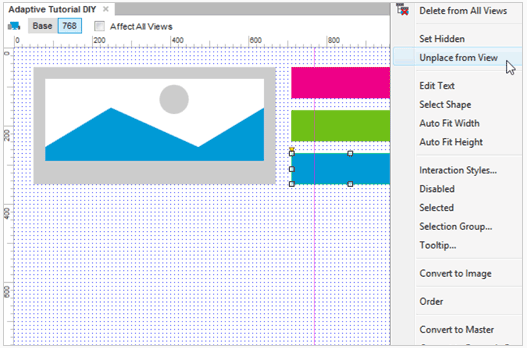 Adaptive Tutorial DIY
Base 768 Affect All Views
0 200 400 600 800
0
200
400
600
Delete from All Views
Set Hidden
Unplace from View
Edit Text
Select Shape
Auto Fit Width
Auto Fit Height
Interaction Styles...
Disabled
Selected
Selection Group...
Tooltip...
Convert to Image
Order
Convert to Master